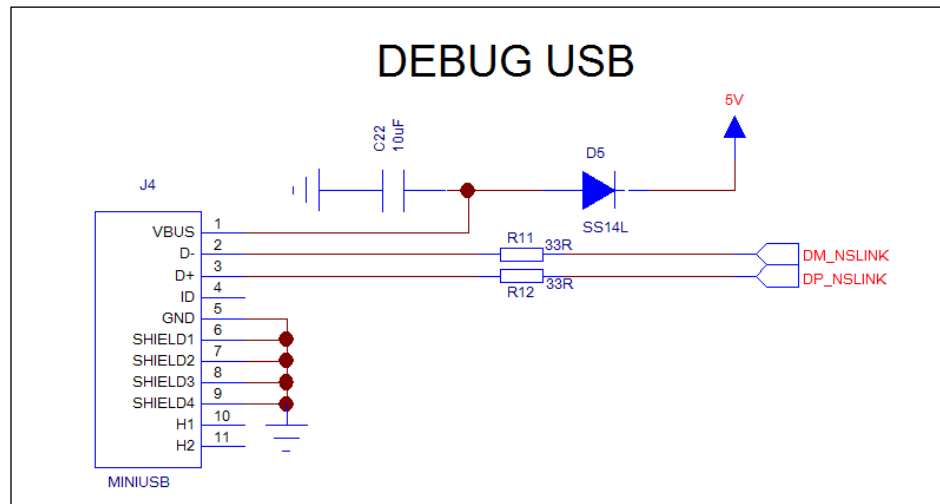 DEBUG USB
5V
C22
10uF
D5
SS14L
J4
VBUS 1
D- 2
D+ 3
ID 4
GND 5
SHIELD1 6
SHIELD2 7
SHIELD3 8
SHIELD4 9
H1 10
H2 11
MINIUSB
R11 33R
R12 33R
DM_NSLINK
DP_NSLINK